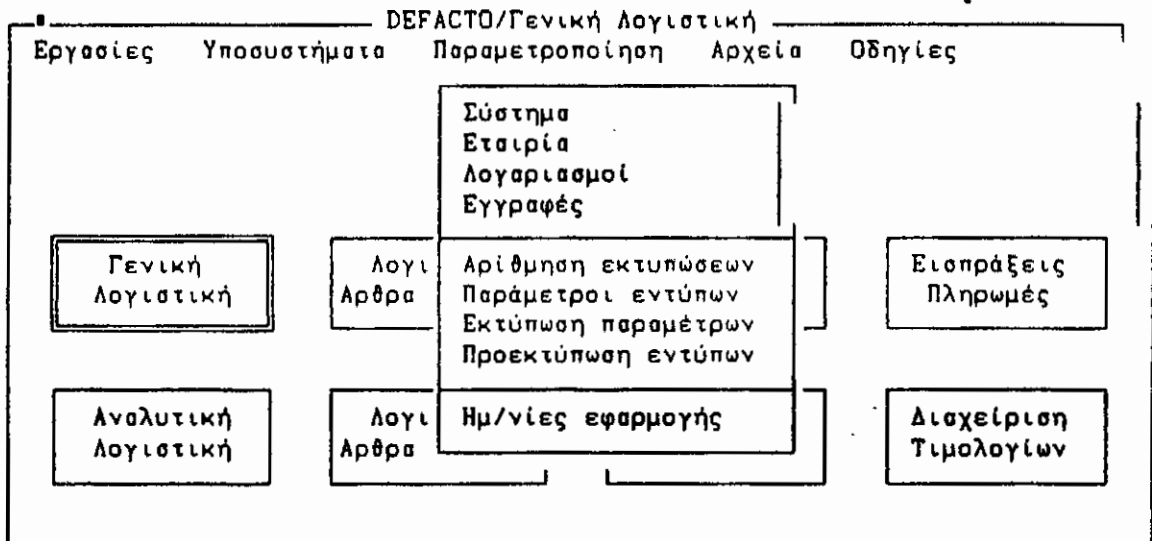 DEFACTO/Γενική Λογιστική
Εργασίες Υποσυστήματα Παραμετροποίηση Αρχεία Οδηγίες
Σύστημα
Εταιρία
Λογαριασμοί
Εγγραφές
Γενική
Λογιστική
Λογι
Αρθρα
Αρίθμηση εκτυπώσεων
Παράμετροι εντύπων
Εκτύπωση παραμέτρων
Προεκτύπωση εντύπων
Εισπράξεις
Πληρωμές
Αναλυτική
Λογιστική
Λογι
Αρθρα
Ημ/νίες εφαρμογής
Διαχείριση
Τιμολογίων